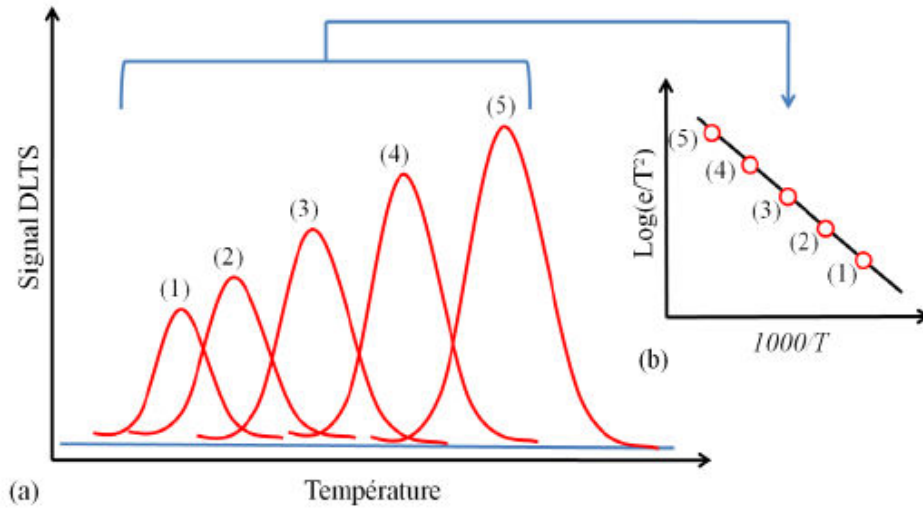 Signal DLTS
(1)
(2)
(3)
(4)
(5)
Température
(a)
Log(e/T²)
(5)
(4)
(3)
(2)
(1)
1000/T
(b)